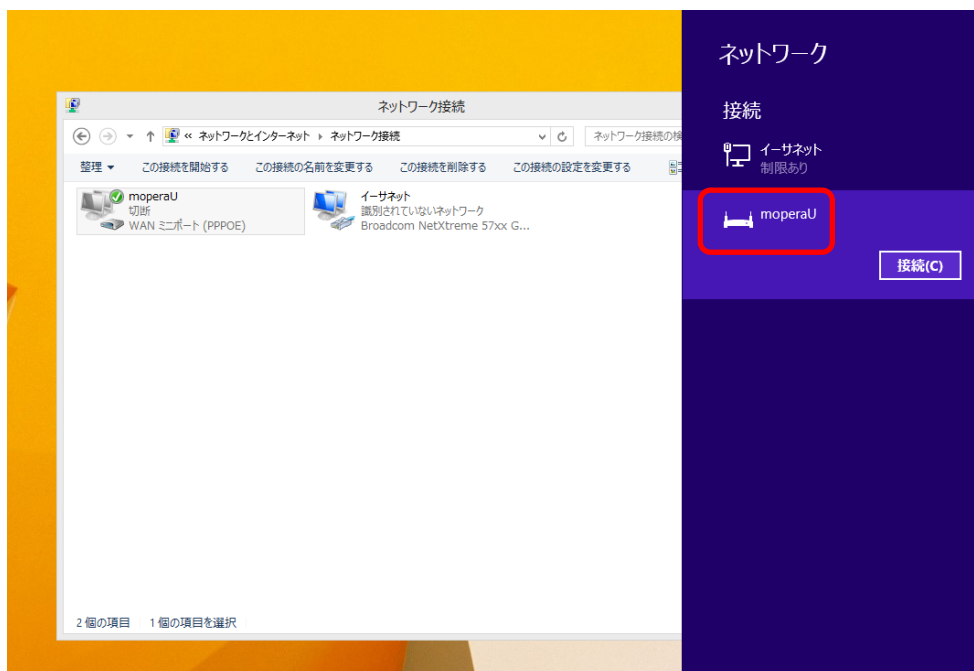 ネットワーク接続
« ネットワークとインターネット ▸ ネットワーク接続
ネットワーク接続の検
整理 ▼ この接続を開始する この接続の名前を変更する この接続を削除する この接続の設定を変更する
moperaU
切断
WAN ミニポート (PPPOE)
イーサネット
識別されていないネットワーク
Broadcom NetXtreme 57xx G...
2 個の項目 1 個の項目を選択
ネットワーク
接続
イーサネット
制限あり
moperaU
接続(C)